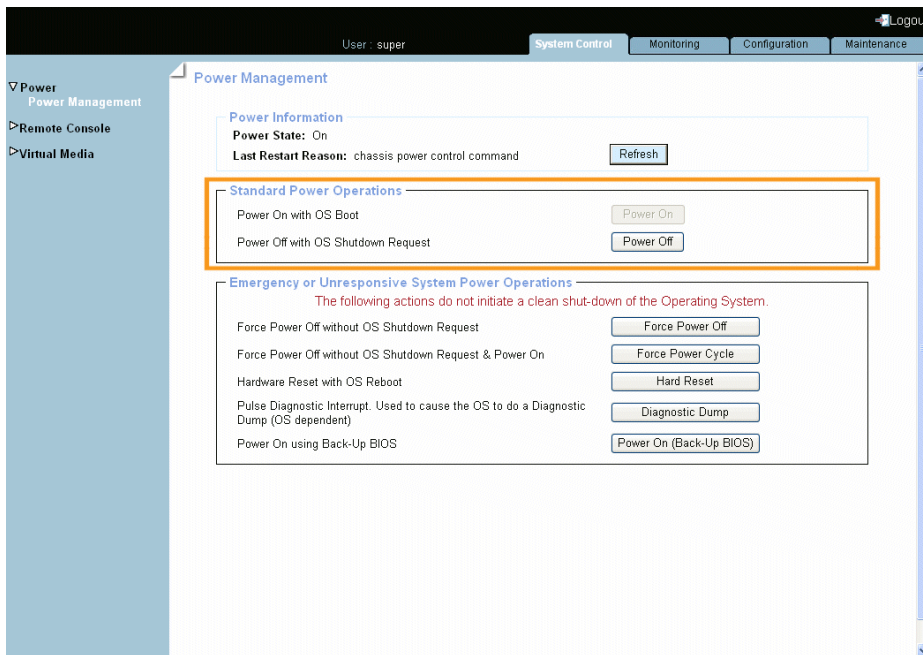 Logou
User : super
System Control
Monitoring
Configuration
Maintenance
Power
Power Management
Remote Console
Virtual Media
Power Management
Power Information
Power State: On
Last Restart Reason: chassis power control command
Refresh
Standard Power Operations
Power On with OS Boot
Power On
Power Off with OS Shutdown Request
Power Off
Emergency or Unresponsive System Power Operations
The following actions do not initiate a clean shut-down of the Operating System.
Force Power Off without OS Shutdown Request
Force Power Off
Force Power Off without OS Shutdown Request & Power On
Force Power Cycle
Hardware Reset with OS Reboot
Hard Reset
Pulse Diagnostic Interrupt. Used to cause the OS to do a Diagnostic
Dump (OS dependent)
Diagnostic Dump
Power On using Back-Up BIOS
Power On (Back-Up BIOS)